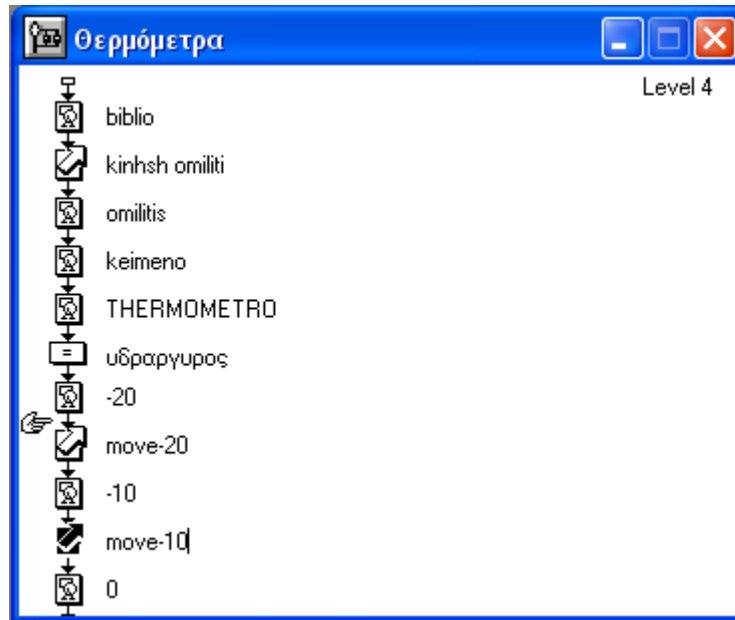 Θερμόμετρα
Level 4
biblio
kinhsh omiliti
omilitis
keimeno
THERMOMETRO
=
υδραργυρος
-20
move-20
-10
move-10
0